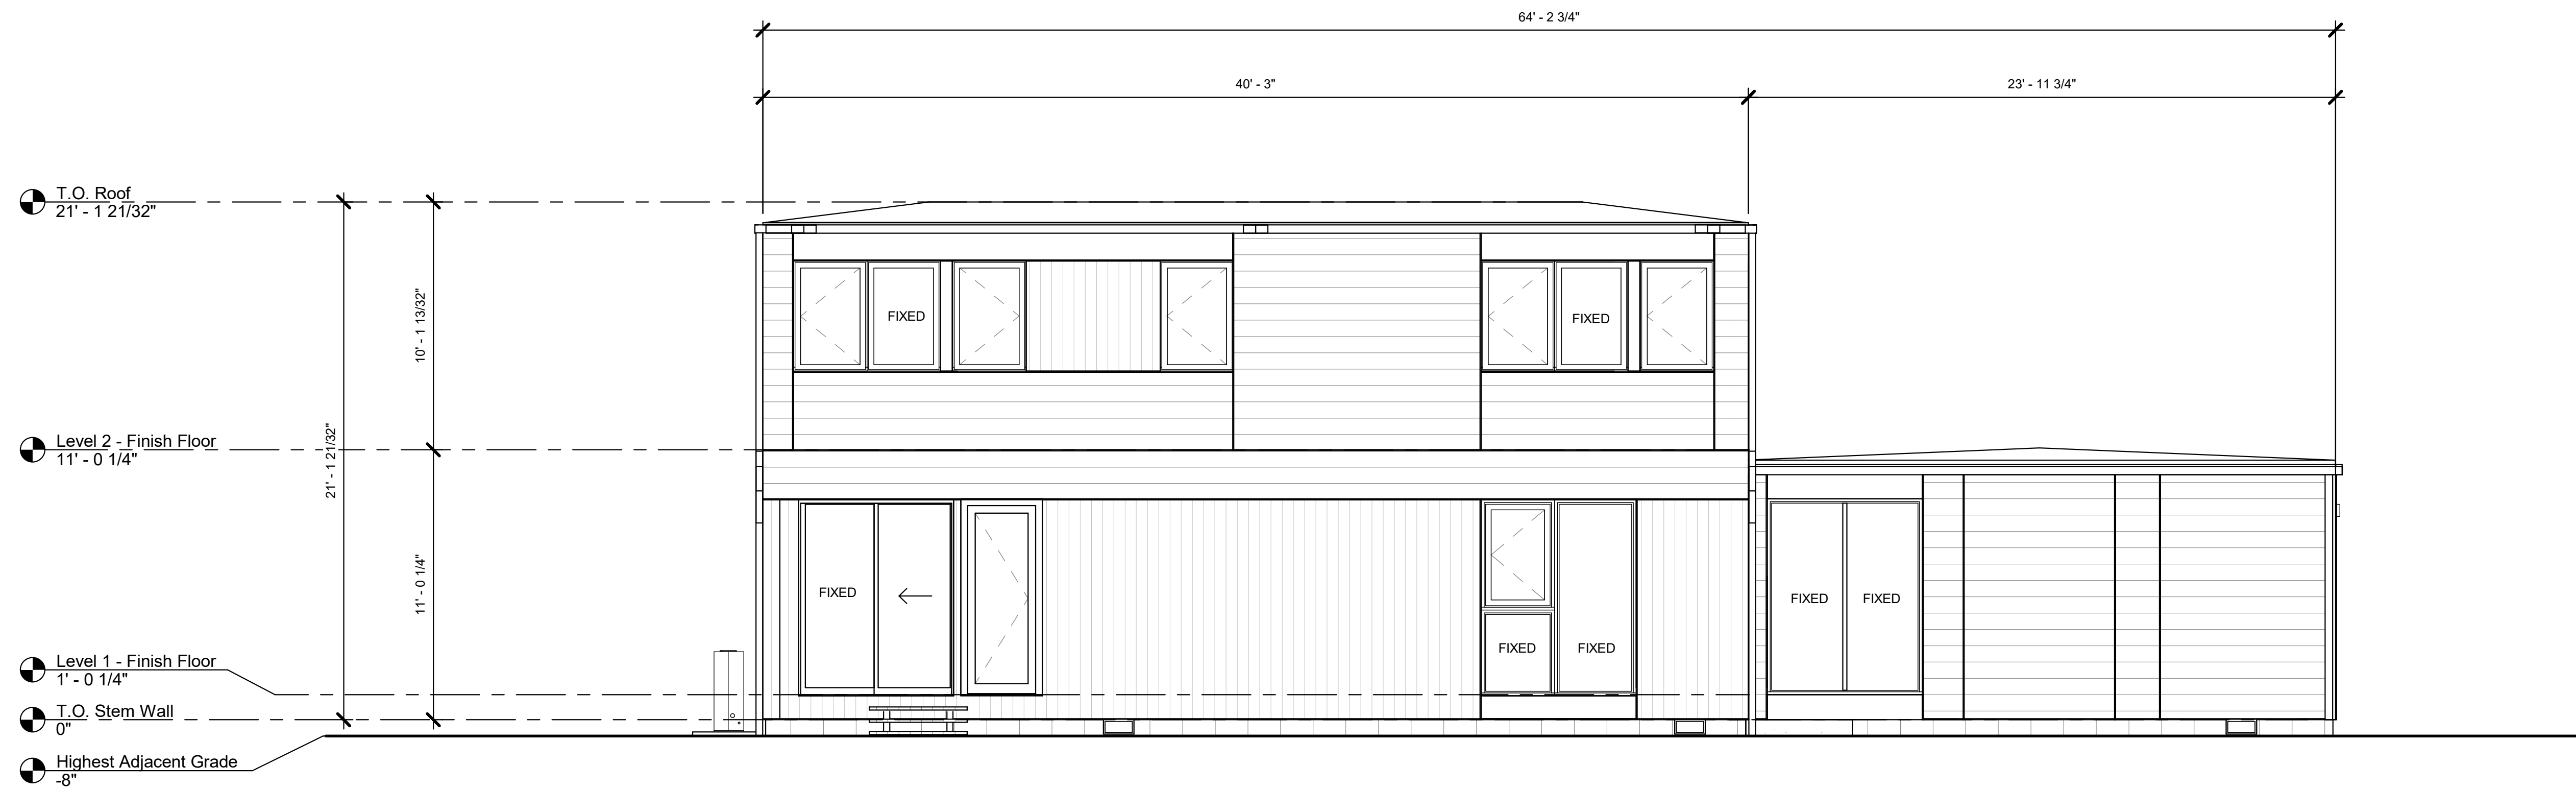 64' - 2 3/4"
40' - 3"
23' - 11 3/4"
T.O. Roof
21' - 1 21/32"
10' - 1 13/32"
FIXED
FIXED
Level 2 - Finish Floor
11' - 0 1/4"
21' - 1 21/32"
11' - 0 1/4"
FIXED
FIXED
FIXED
FIXED
FIXED
Level 1 - Finish Floor
1' - 0 1/4"
T.O. Stem Wall
0"
Highest Adjacent Grade
-8"